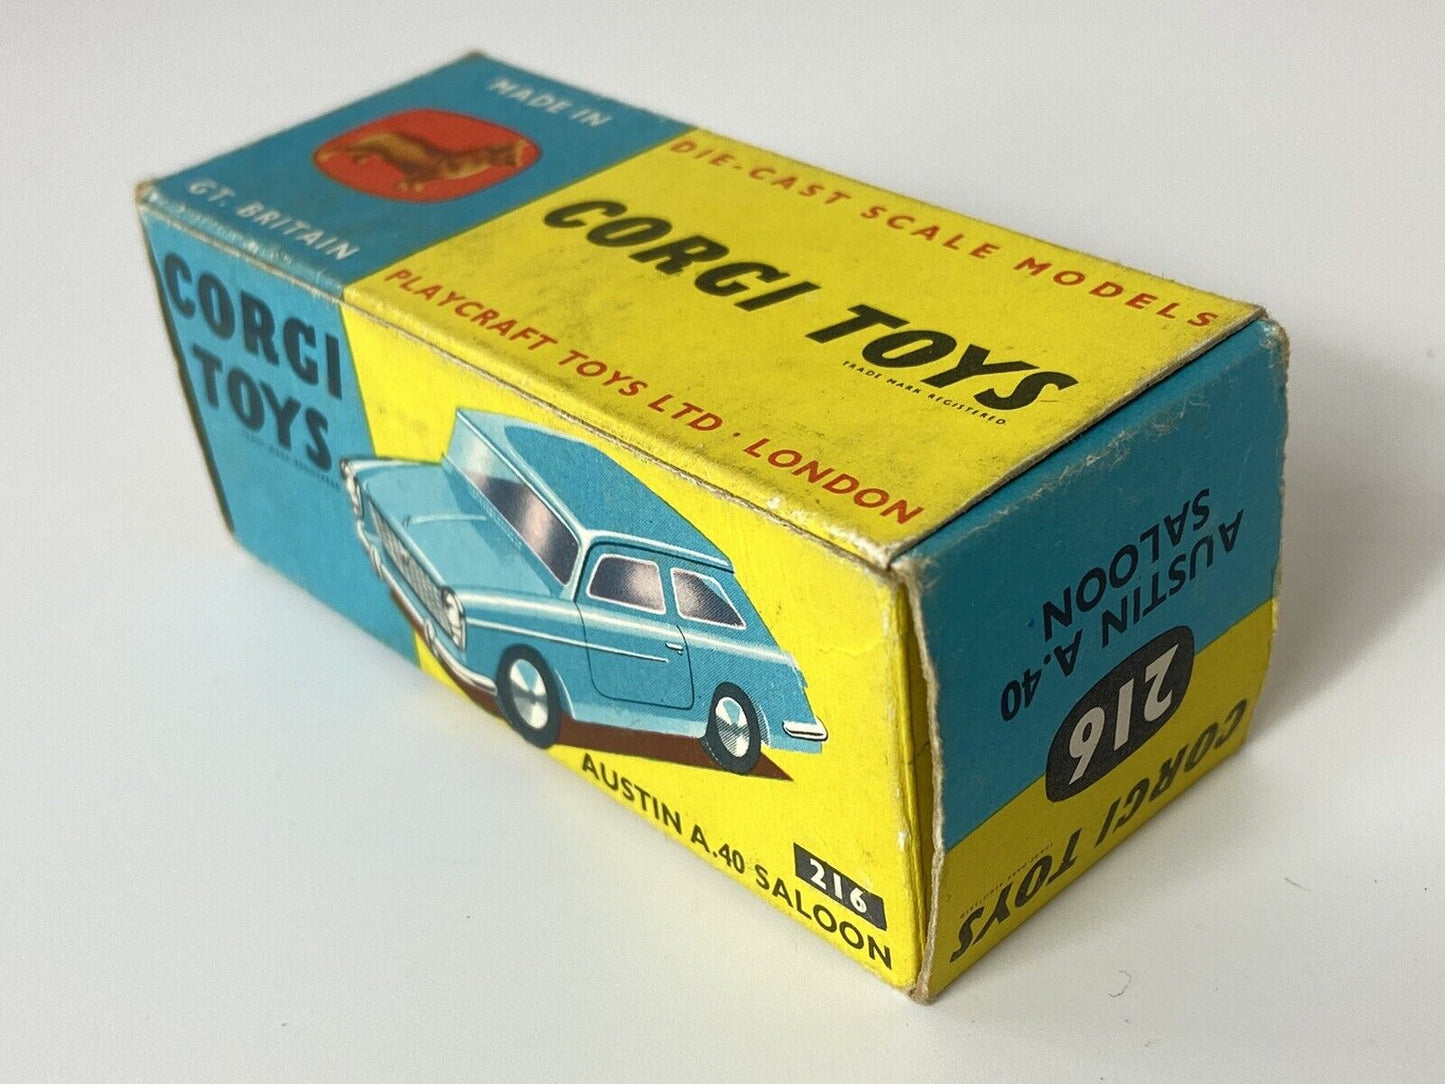 MADE IN
GT. BRITAIN
DIE-CAST SCALE MODELS
CORGI TOYS
TRADE MARK REGISTERED.
PLAYCRAFT TOYS LTD · LONDON
CORGI
TOYS
216
AUSTIN A.40 SALOON
AUSTIN A.40
SALOON
216
CORGI TOYS